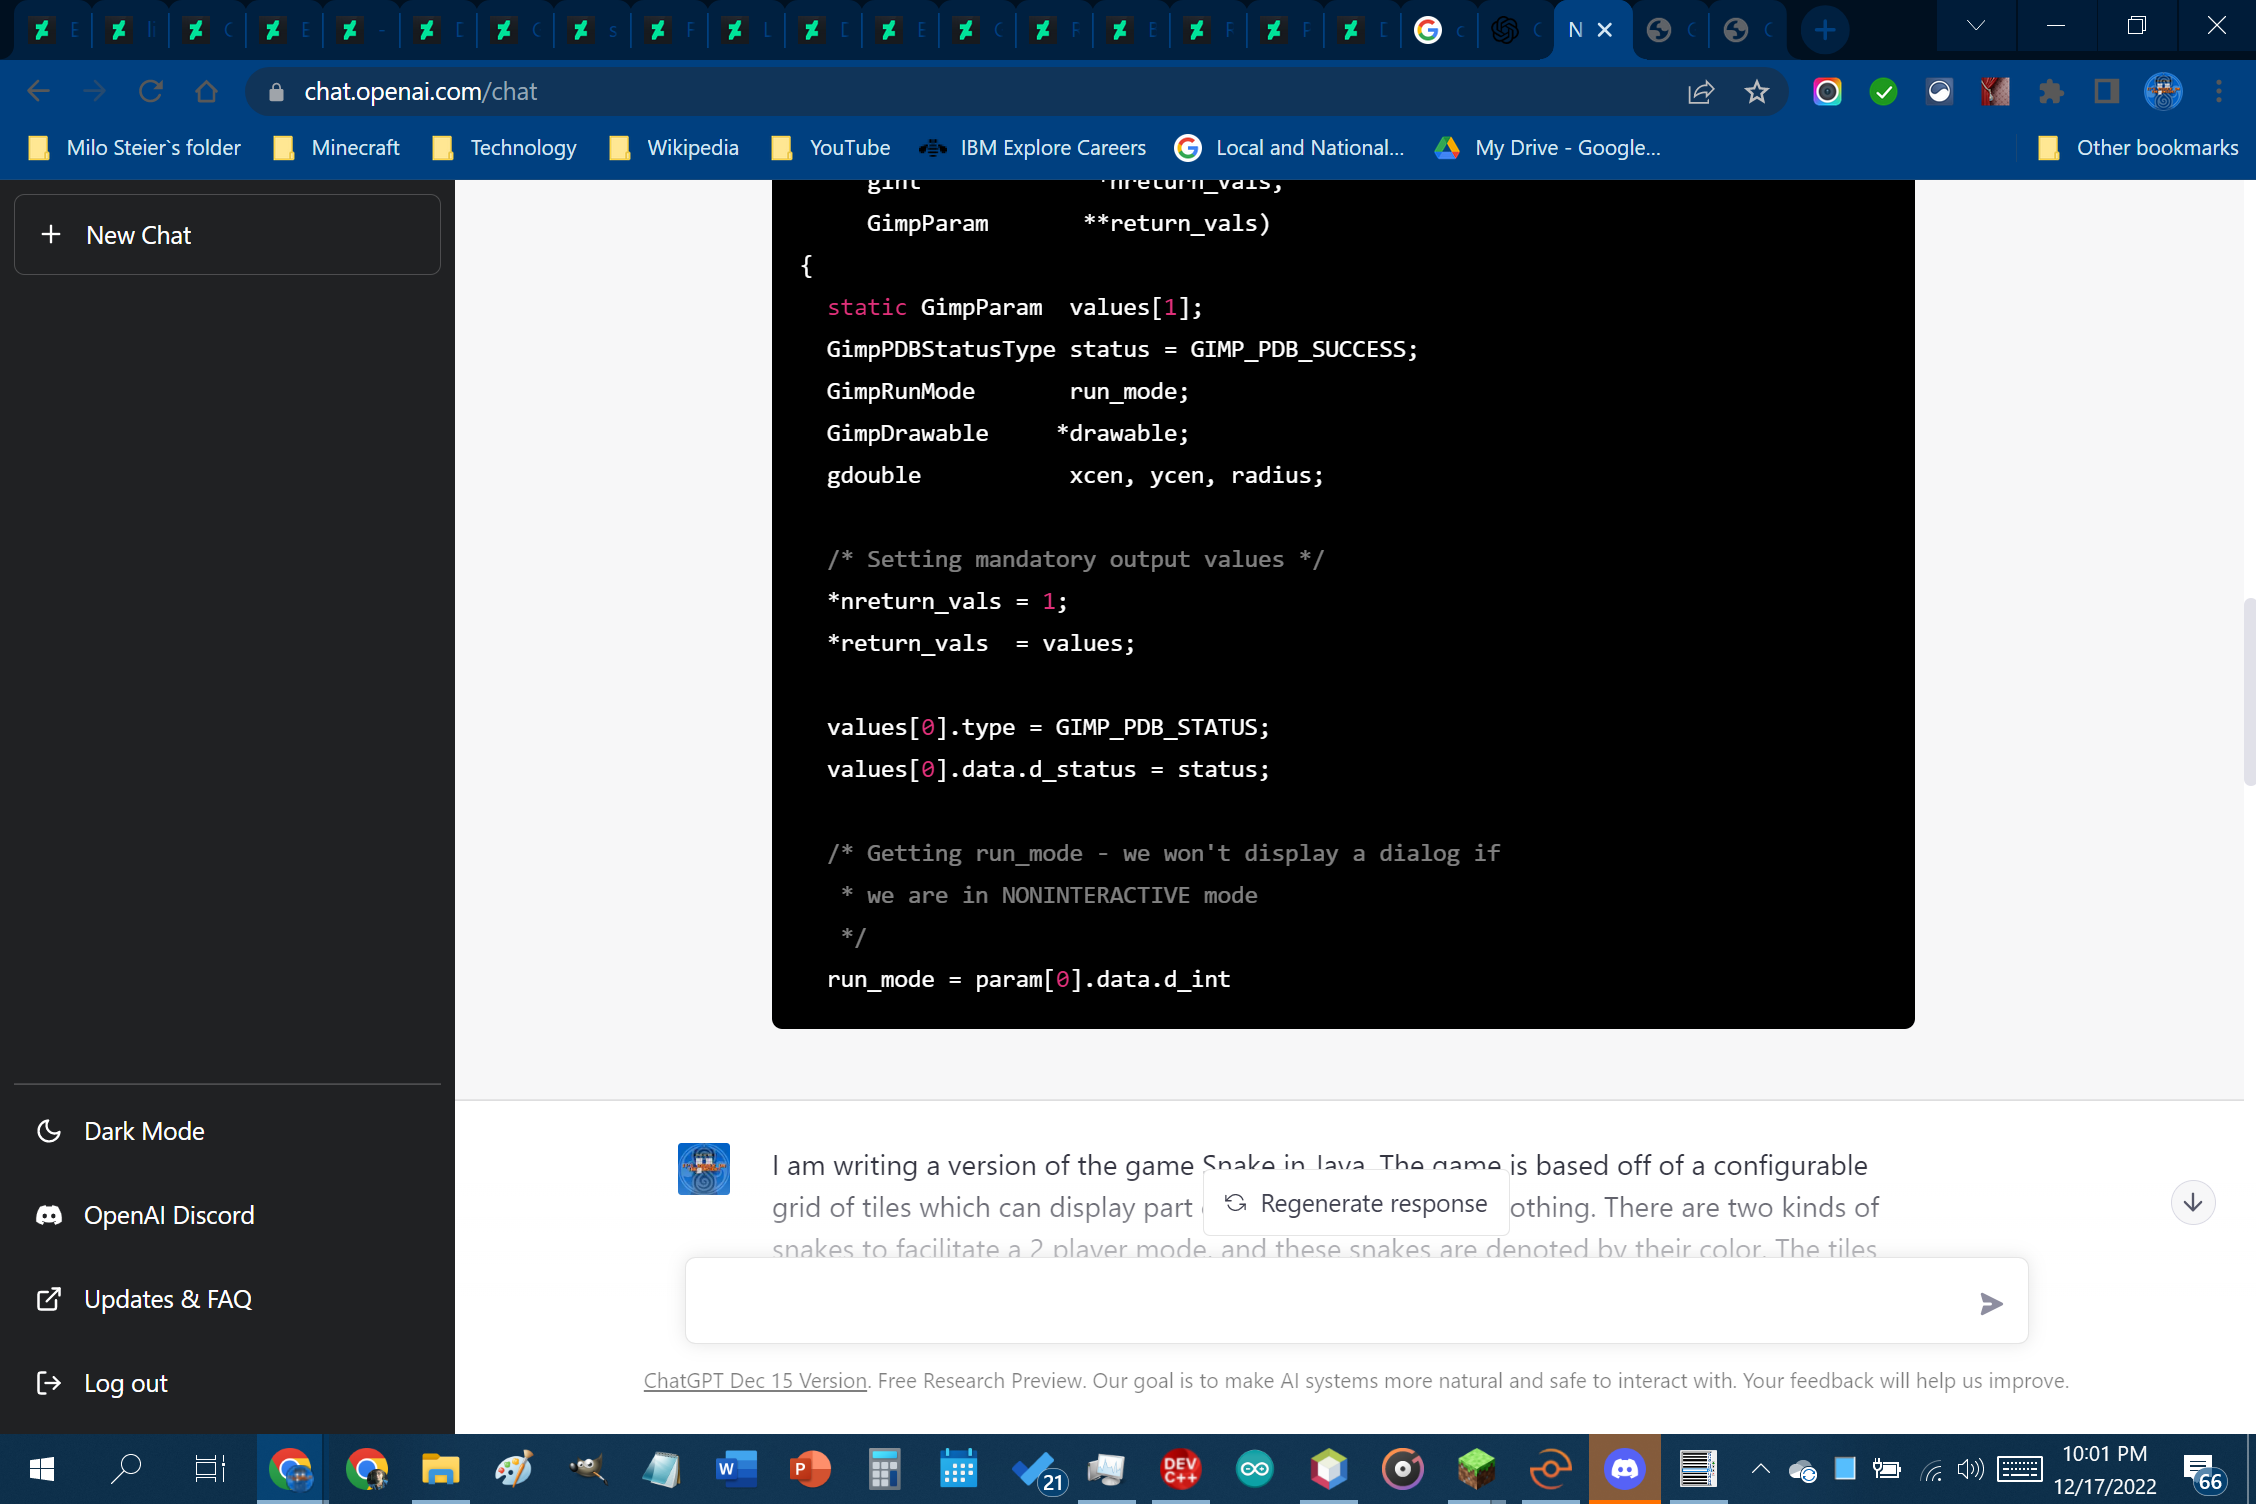 N
chat.openai.com/chat
Milo Steier`s folder
Minecraft
Technology
Wikipedia
YouTube
IBM Explore Careers
Local and National...
My Drive - Google...
Other bookmarks
New Chat
gint *nreturn_vals,
GimpParam **return_vals)
{
static GimpParam values[1];
GimpPDBStatusType status = GIMP_PDB_SUCCESS;
GimpRunMode run_mode;
GimpDrawable *drawable;
gdouble xcen, ycen, radius;
/* Setting mandatory output values */
*nreturn_vals = 1;
*return_vals = values;
values[0].type = GIMP_PDB_STATUS;
values[0].data.d_status = status;
/* Getting run_mode - we won't display a dialog if
* we are in NONINTERACTIVE mode
*/
run_mode = param[0].data.d_int
Dark Mode
OpenAI Discord
Updates & FAQ
Log out
I am writing a version of the game Snake in Java. The game is based off of a configurable
grid of tiles which can display part othing. There are two kinds of
snakes to facilitate a 2 player mode, and these snakes are denoted by their color. The tiles
Regenerate response
ChatGPT Dec 15 Version. Free Research Preview. Our goal is to make AI systems more natural and safe to interact with. Your feedback will help us improve.
W
P
21
DEV
C++
10:01 PM
12/17/2022
66